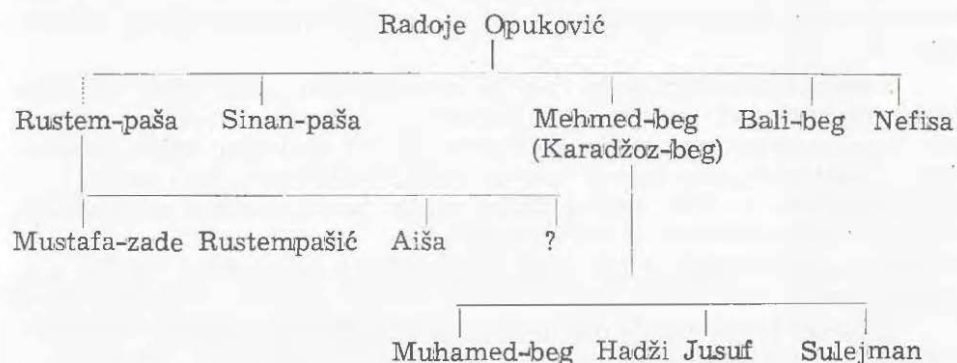 Radoje Opuković
Rustem-paša Sinan-paša Mehmed-beg Bali-beg Nefisa
(Karadžoz-beg)
Mustafa-zade Rustempašić Aiša ?
Muhamed-beg Hadži Jusuf Sulejman